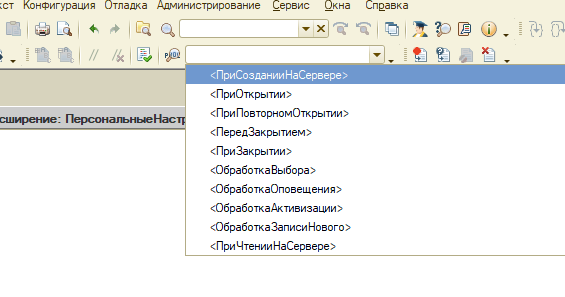 кст Конфигурация Отладка Администрирование Сервис Окна Справка
<ПриСозданииНаСервере>
<ПриОткрытии>
сширение: ПерсональныеНастр
<ПриПовторномОткрытии>
<ПередЗакрытием>
<ПриЗакрытии>
<ОбработкаВыбора>
<ОбработкаОповещения>
<ОбработкаАктивизации>
<ОбработкаЗаписиНового>
<ПриЧтенииНаСервере>